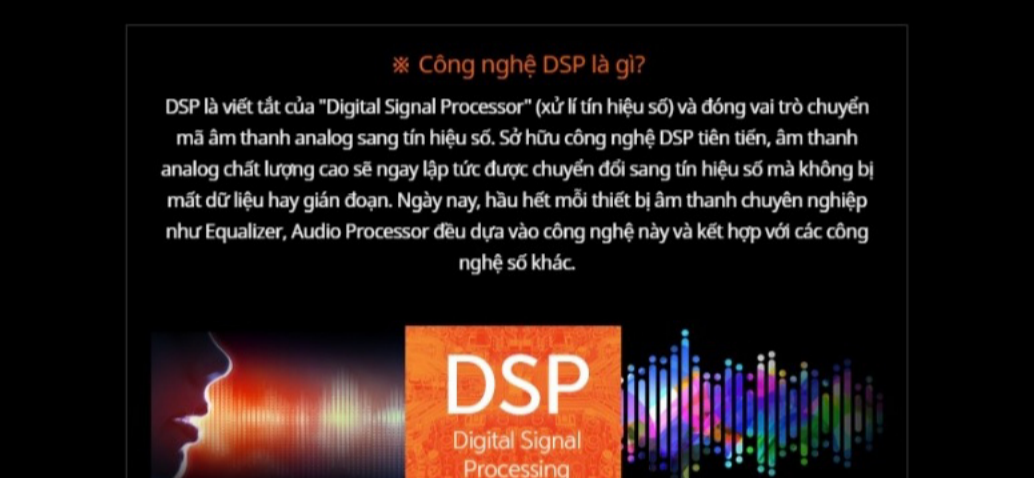 ※ Công nghệ DSP là gì?
DSP là viết tắt của "Digital Signal Processor" (xử lí tín hiệu số) và đóng vai trò chuyển
mã âm thanh analog sang tín hiệu số. Sở hữu công nghệ DSP tiên tiến, âm thanh
analog chất lượng cao sẽ ngay lập tức được chuyển đổi sang tín hiệu số mà không bị
mất dữ liệu hay gián đoạn. Ngày nay, hầu hết mỗi thiết bị âm thanh chuyên nghiệp
như Equalizer, Audio Processor đều dựa vào công nghệ này và kết hợp với các công
nghệ số khác.
DSP
Digital Signal
Processing